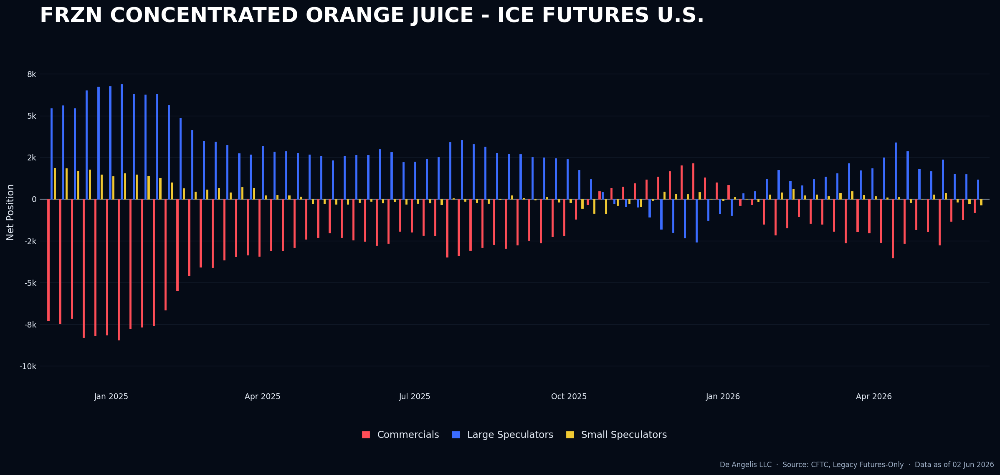 FRZN CONCENTRATED ORANGE JUICE - ICE FUTURES U.S.
8k
5k
2k
0
-2k
-5k
-8k
-10k
Net Position
Jan 2025
Apr 2025
Jul 2025
Oct 2025
Jan 2026
Apr 2026
Commercials
Large Speculators
Small Speculators
De Angelis LLC · Source: CFTC, Legacy Futures-Only · Data as of 02 Jun 2026